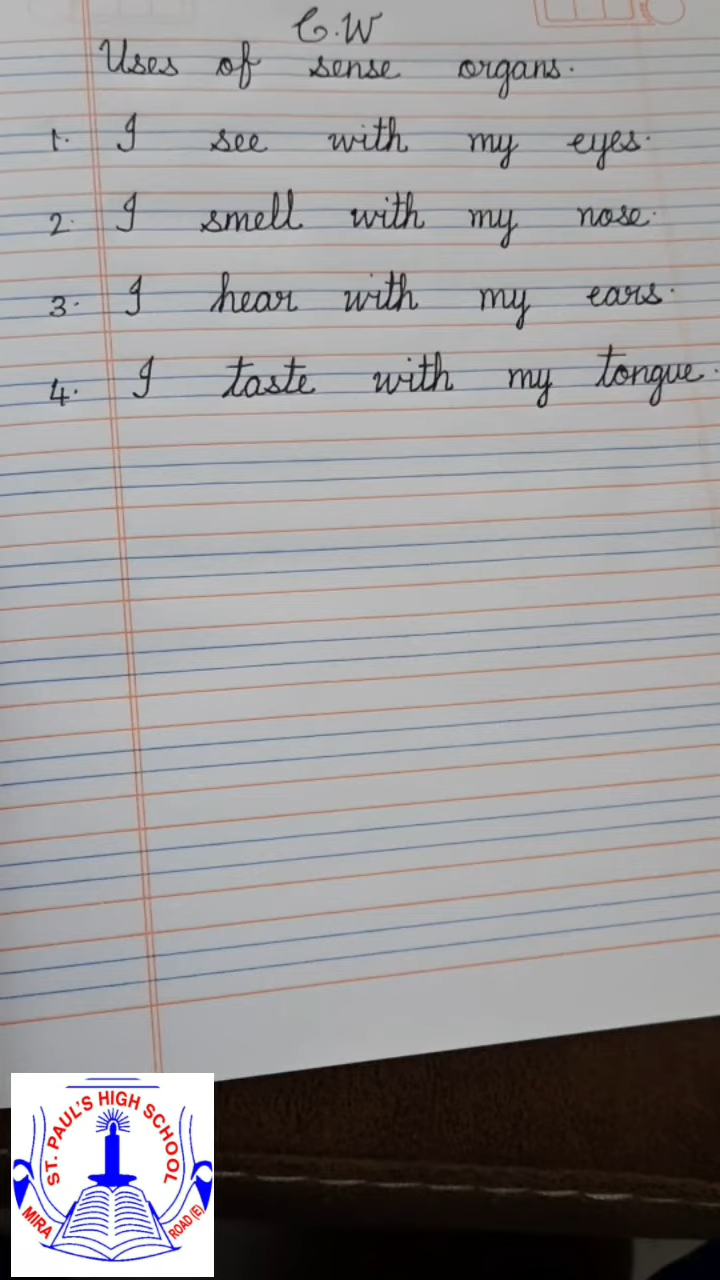 C.W
Uses of sense organs.
1. I see with my eyes.
2. I smell with my nose.
3. I hear with my ears.
4. I taste with my tongue.
ST. PAUL'S HIGH SCHOOL
MIRA ROAD (E)